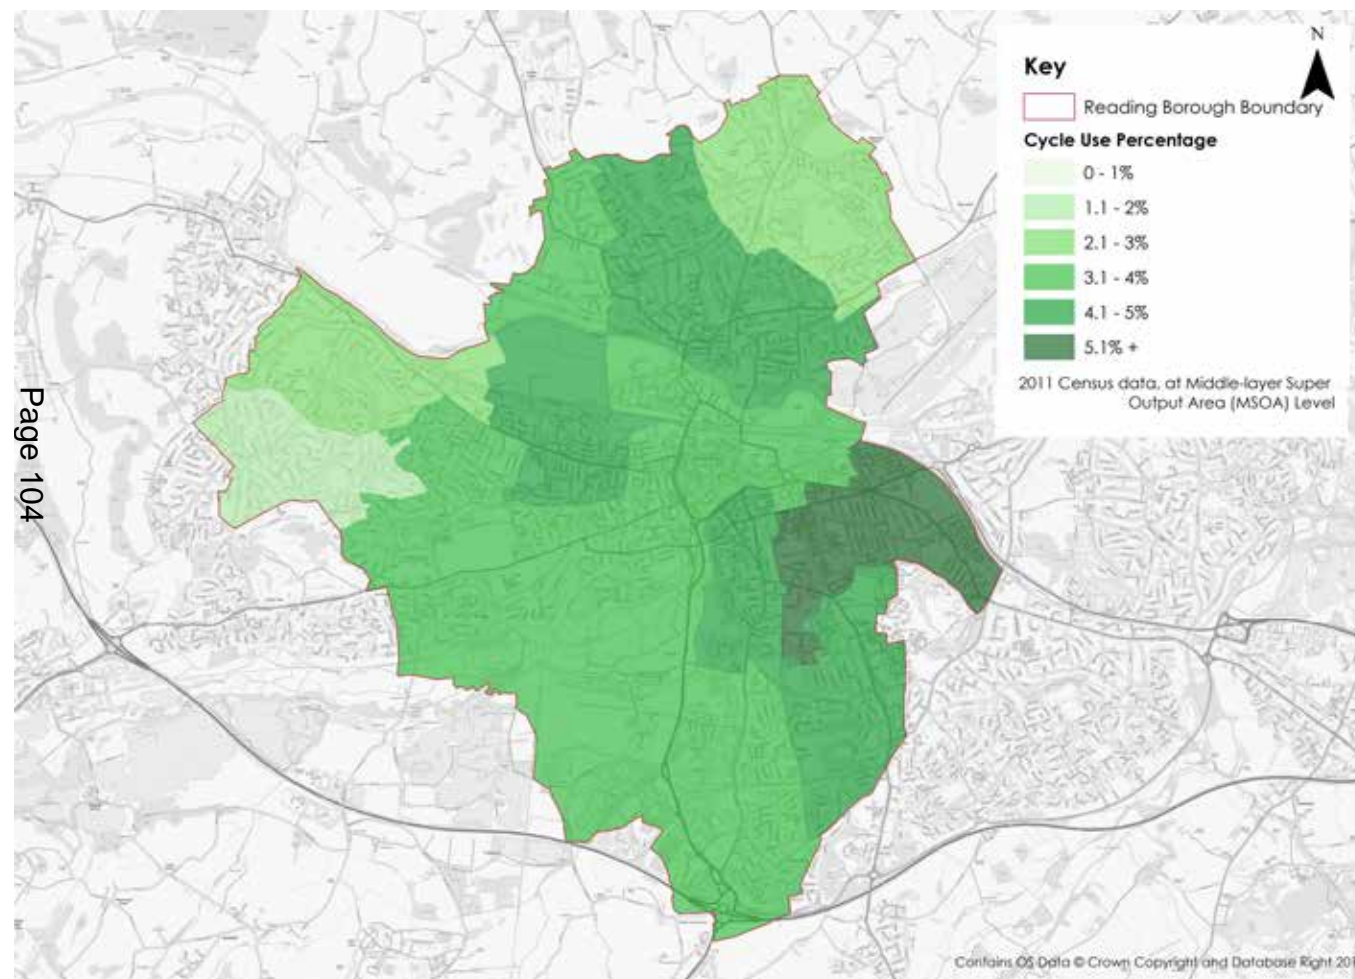 Page 104
N
Key
Reading Borough Boundary
Cycle Use Percentage
0 - 1%
1.1 - 2%
2.1 - 3%
3.1 - 4%
4.1 - 5%
5.1% +
2011 Census data, at Middle-layer Super
Output Area (MSOA) Level
Contains OS Data © Crown Copyright and Database Right